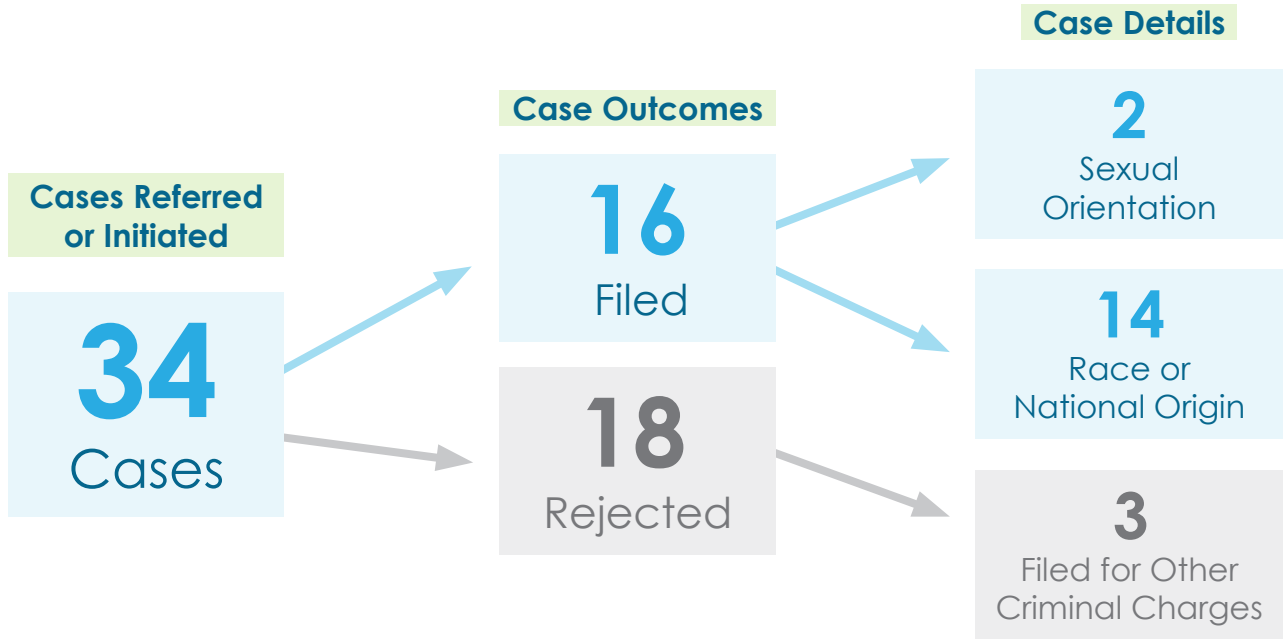 Cases Referred
or Initiated
34
Cases
Case Outcomes
16
Filed
18
Rejected
Case Details
2
Sexual
Orientation
14
Race or
National Origin
3
Filed for Other
Criminal Charges